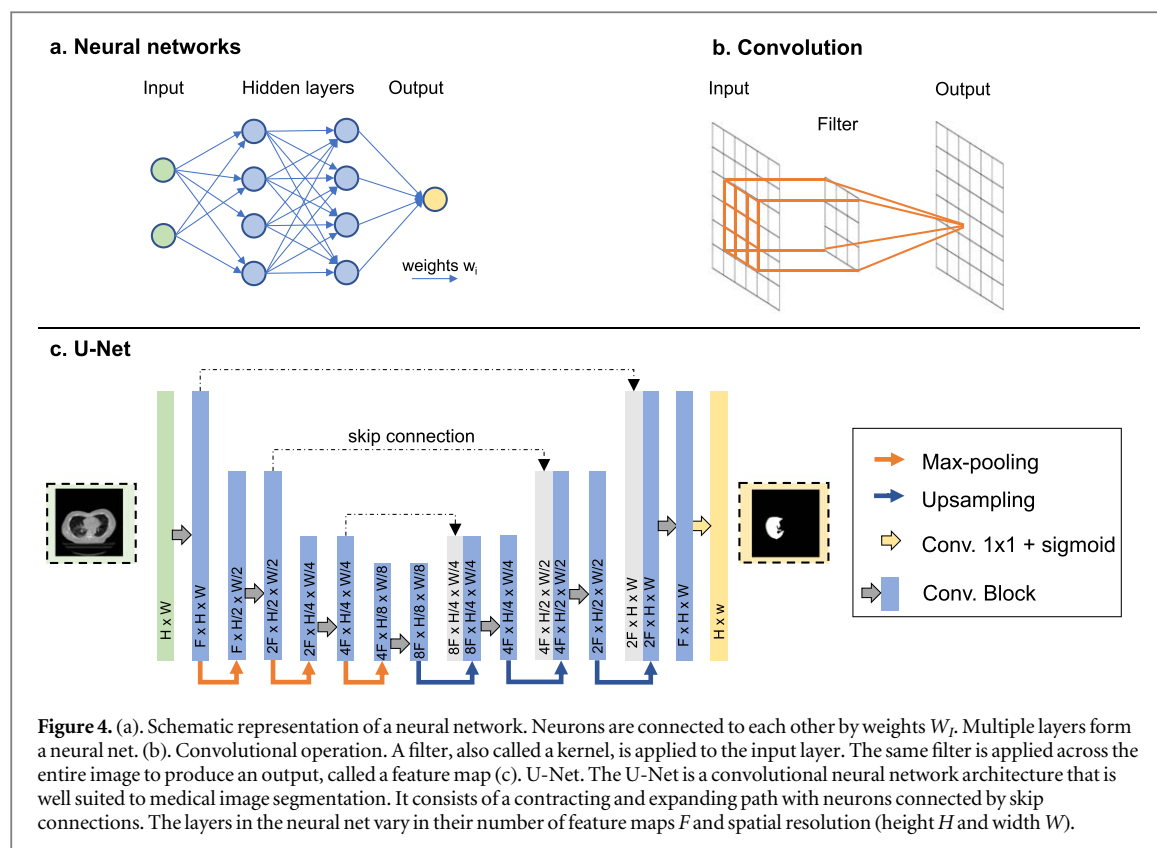 a. Neural networks
Input
Hidden layers
Output
weights wi
b. Convolution
Input
Filter
Output
c. U-Net
skip connection
H x W
F x H x W
F x H/2 x W/2
2F x H/2 x W/2
2F x H/4 x W/4
4F x H/4 x W/4
4F x H/8 x W/8
8F x H/8 x W/8
8F x H/4 x W/4
8F x H/4 x W/4
4F x H/4 x W/4
4F x H/2 x W/2
4F x H/2 x W/2
2F x H/2 x W/2
2F x H x W
2F x H x W
F x H x W
H x w
Max-pooling
Upsampling
Conv. 1x1 + sigmoid
Conv. Block
Figure 4. (a). Schematic representation of a neural network. Neurons are connected to each other by weights WI. Multiple layers form
a neural net. (b). Convolutional operation. A filter, also called a kernel, is applied to the input layer. The same filter is applied across the
entire image to produce an output, called a feature map (c). U-Net. The U-Net is a convolutional neural network architecture that is
well suited to medical image segmentation. It consists of a contracting and expanding path with neurons connected by skip
connections. The layers in the neural net vary in their number of feature maps F and spatial resolution (height H and width W).